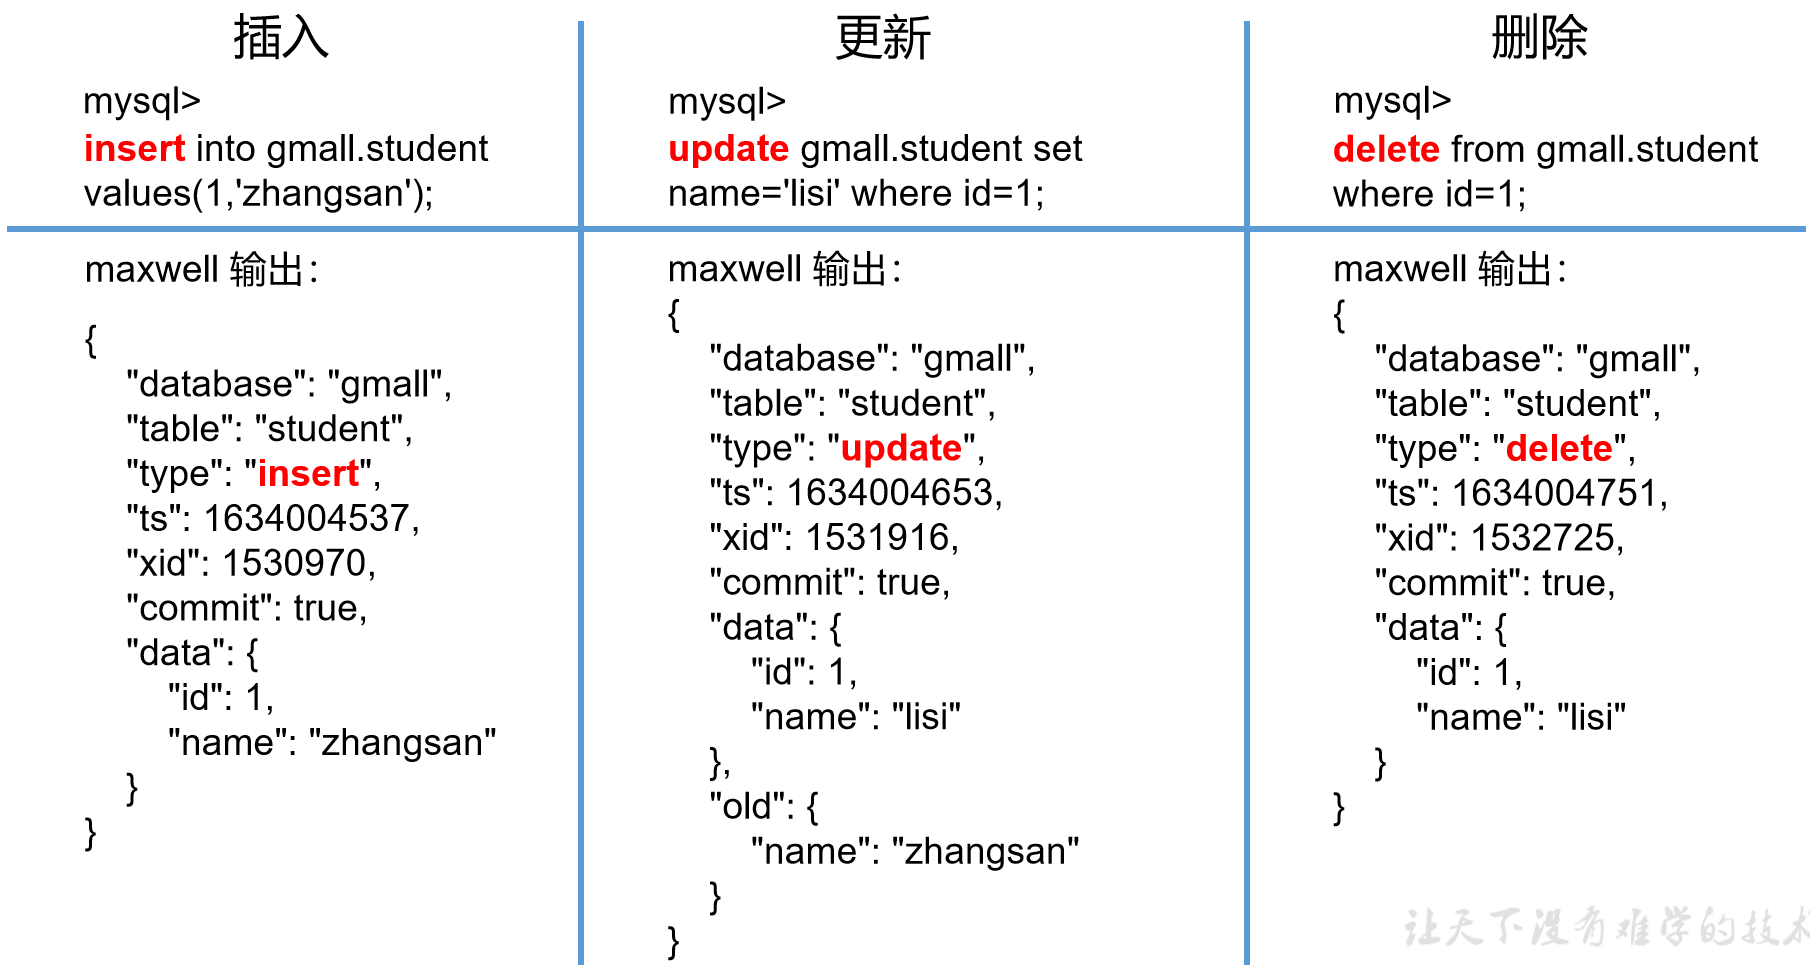 插入
mysql>
insert into gmall.student
values(1,'zhangsan');
maxwell 输出：
{
"database": "gmall",
"table": "student",
"type": "insert",
"ts": 1634004537,
"xid": 1530970,
"commit": true,
"data": {
"id": 1,
"name": "zhangsan"
}
}
更新
mysql>
update gmall.student set
name='lisi' where id=1;
maxwell 输出：
{
"database": "gmall",
"table": "student",
"type": "update",
"ts": 1634004653,
"xid": 1531916,
"commit": true,
"data": {
"id": 1,
"name": "lisi"
},
"old": {
"name": "zhangsan"
}
}
删除
mysql>
delete from gmall.student
where id=1;
maxwell 输出：
{
"database": "gmall",
"table": "student",
"type": "delete",
"ts": 1634004751,
"xid": 1532725,
"commit": true,
"data": {
"id": 1,
"name": "lisi"
}
}
让天下没有难学的技术